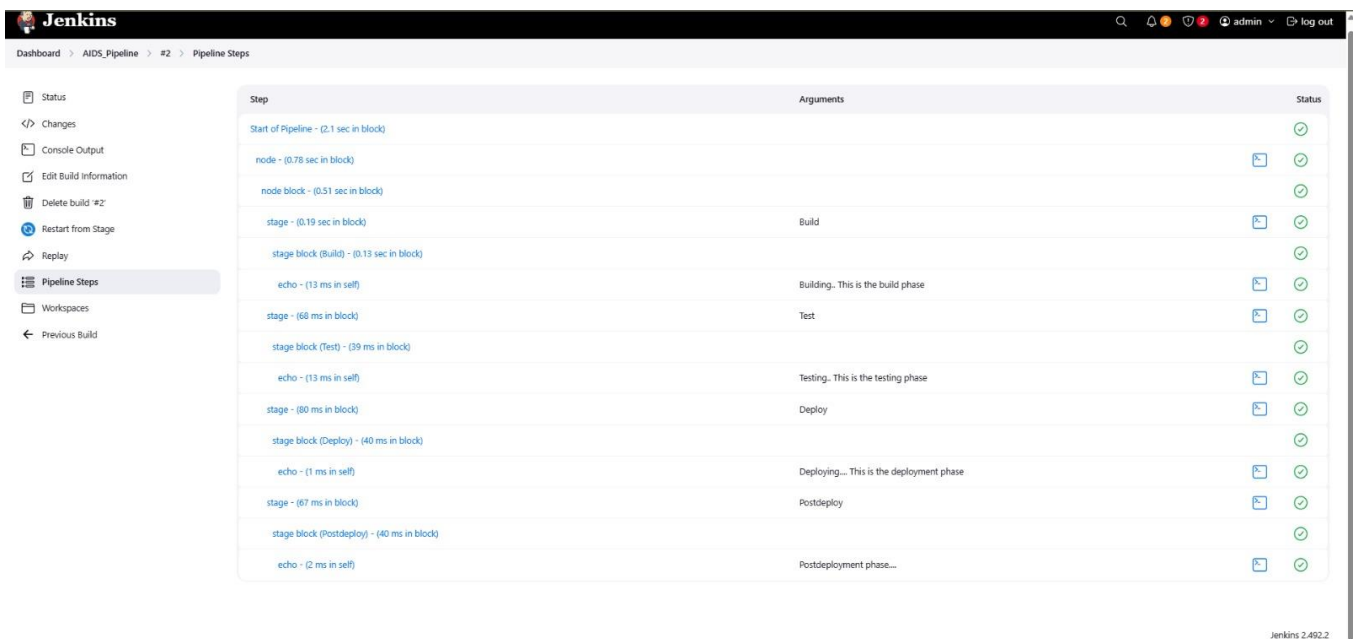 Jenkins
2
2
admin
log out
Dashboard > AIDS_Pipeline > #2 > Pipeline Steps
Status
Changes
Console Output
Edit Build Information
Delete build '#2'
Restart from Stage
Replay
Pipeline Steps
Workspaces
Previous Build
Step Arguments Status
Start of Pipeline - (2.1 sec in block)
node - (0.78 sec in block)
node block - (0.51 sec in block)
stage - (0.19 sec in block) Build
stage block (Build) - (0.13 sec in block)
echo - (13 ms in self) Building.. This is the build phase
stage - (68 ms in block) Test
stage block (Test) - (39 ms in block)
echo - (13 ms in self) Testing.. This is the testing phase
stage - (80 ms in block) Deploy
stage block (Deploy) - (40 ms in block)
echo - (1 ms in self) Deploying.... This is the deployment phase
stage - (67 ms in block) Postdeploy
stage block (Postdeploy) - (40 ms in block)
echo - (2 ms in self) Postdeployment phase....
Jenkins 2.492.2